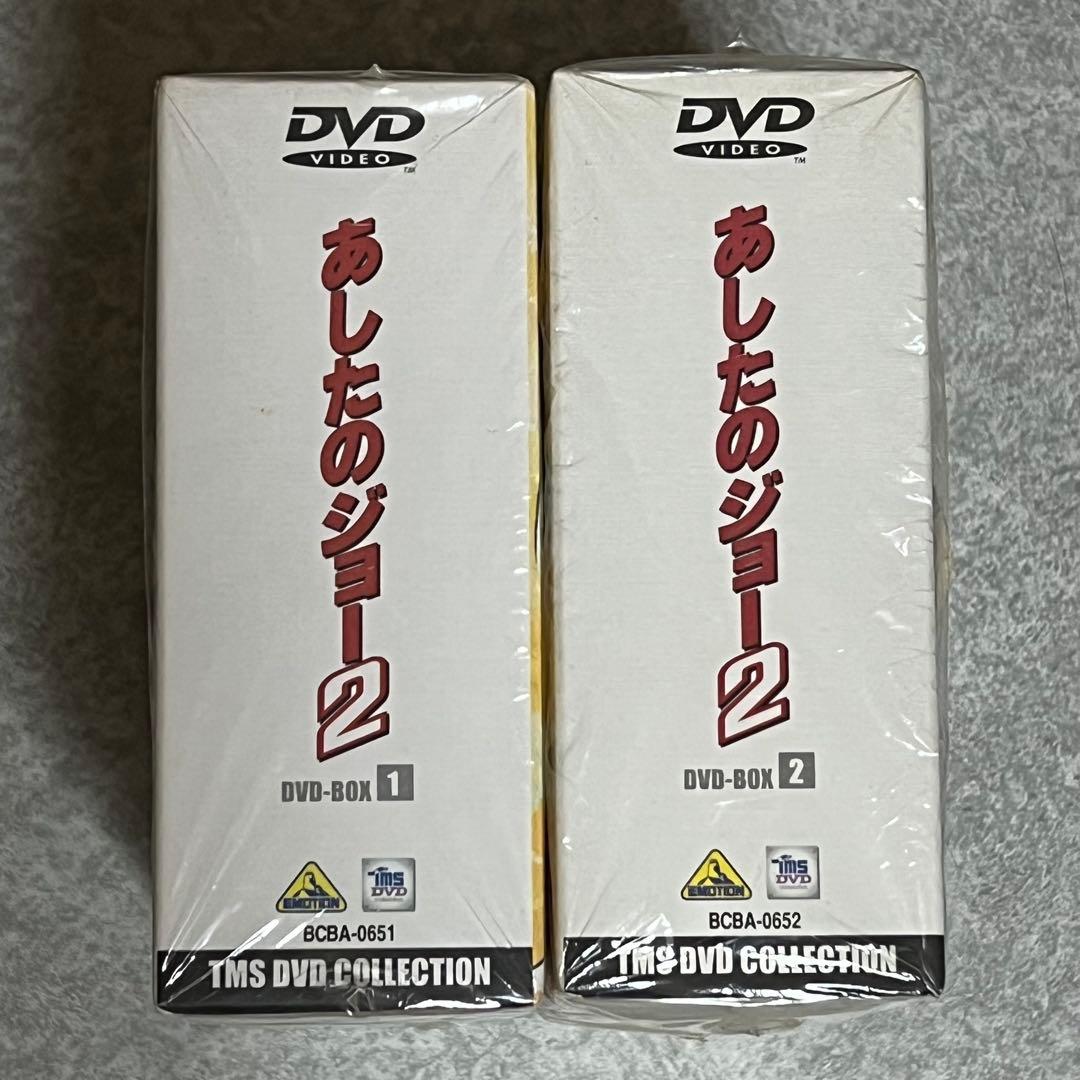 DVD
VIDEO
TM
あしたのジョー2
DVD-BOX 1
EMOTION
TMS
DVD
BCBA-0651
TMS DVD COLLECTION
DVD
VIDEO
TM
あしたのジョー2
DVD-BOX 2
EMOTION
TMS
DVD
BCBA-0652
TMS DVD COLLECTION